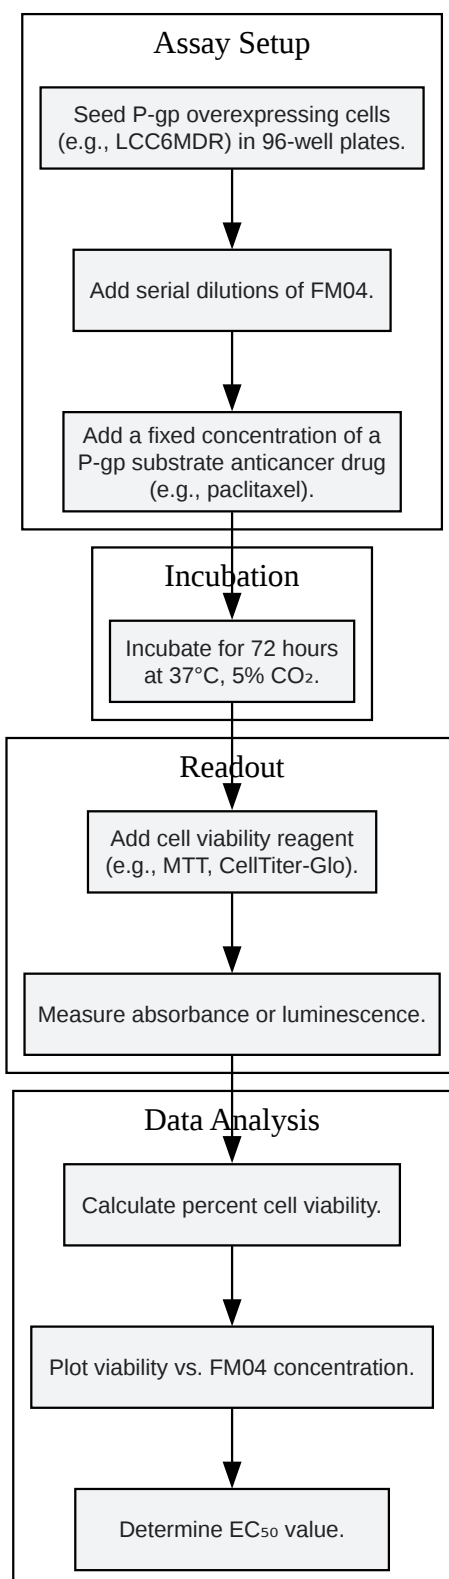 Assay Setup
Seed P-gp overexpressing cells
(e.g., LCC6MDR) in 96-well plates.
Add serial dilutions of FM04.
Add a fixed concentration of a
P-gp substrate anticancer drug
(e.g., paclitaxel).
Incubation
Incubate for 72 hours
at 37°C, 5% CO₂.
Readout
Add cell viability reagent
(e.g., MTT, CellTiter-Glo).
Measure absorbance or luminescence.
Data Analysis
Calculate percent cell viability.
Plot viability vs. FM04 concentration.
Determine EC₅₀ value.